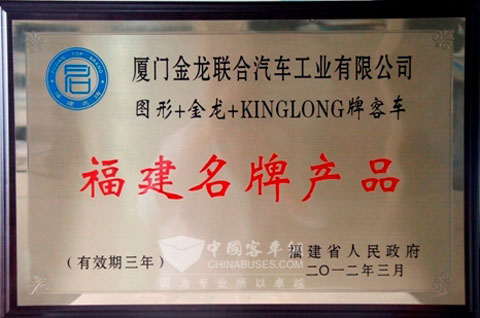 厦门金龙联合汽车工业有限公司
图形+金龙+KINGLONG牌客车
福建名牌产品
中国客车网
CHINABUSES.COM
因为专业所以卓越
(有效期三年)
福建省人民政府
二〇一二年三月